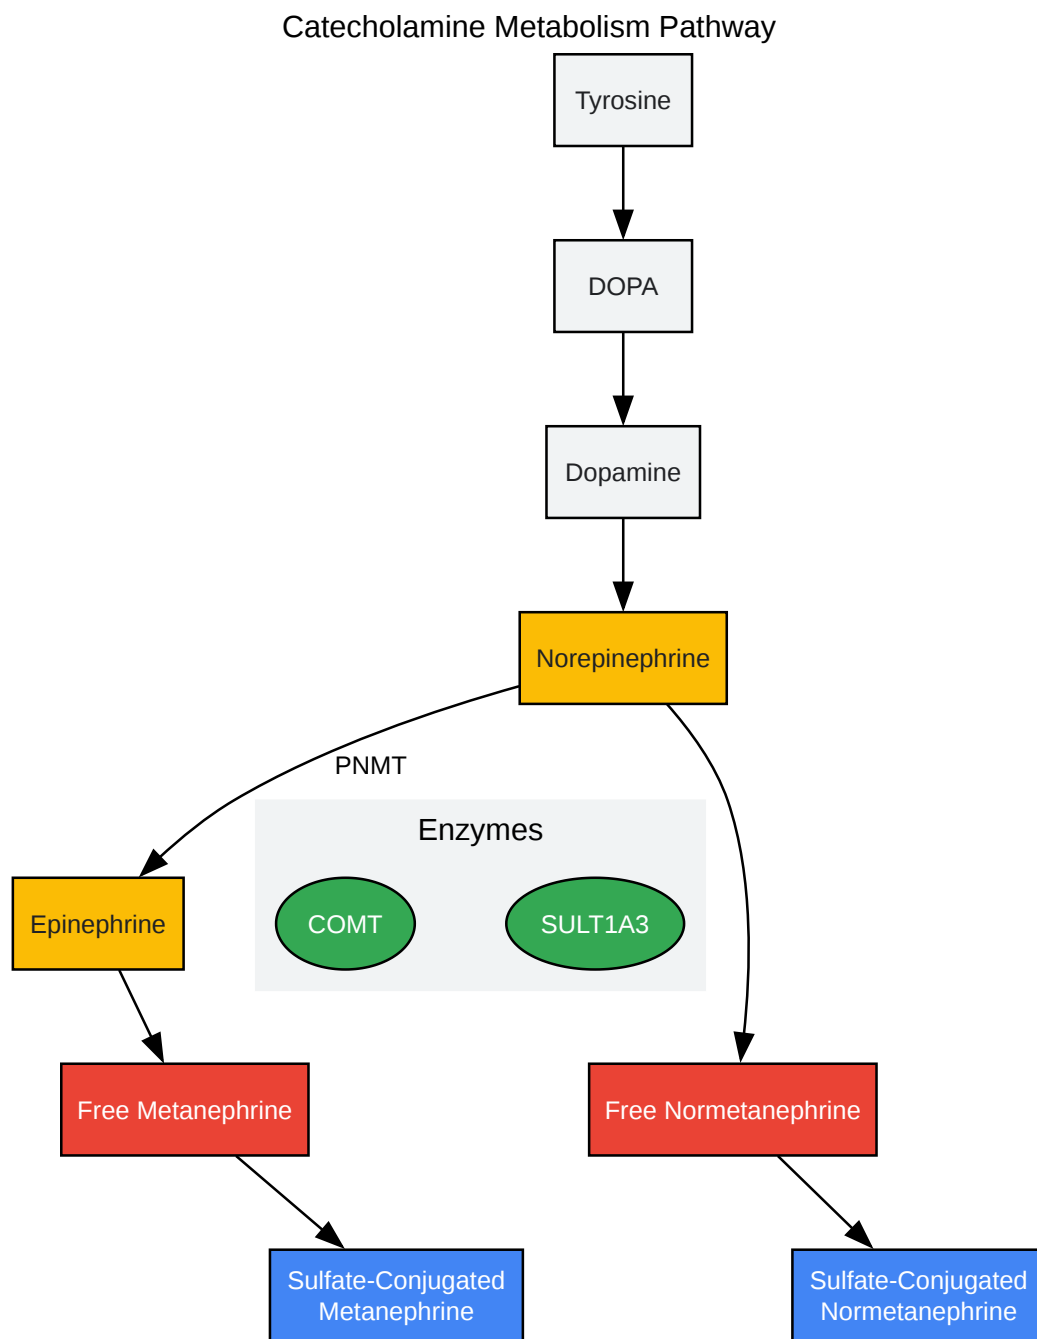 Catecholamine Metabolism Pathway
Tyrosine
DOPA
Dopamine
Norepinephrine
PNMT
Enzymes
Epinephrine
COMT
SULT1A3
Free Metanephrine
Free Normetanephrine
Sulfate-Conjugated
Metanephrine
Sulfate-Conjugated
Normetanephrine